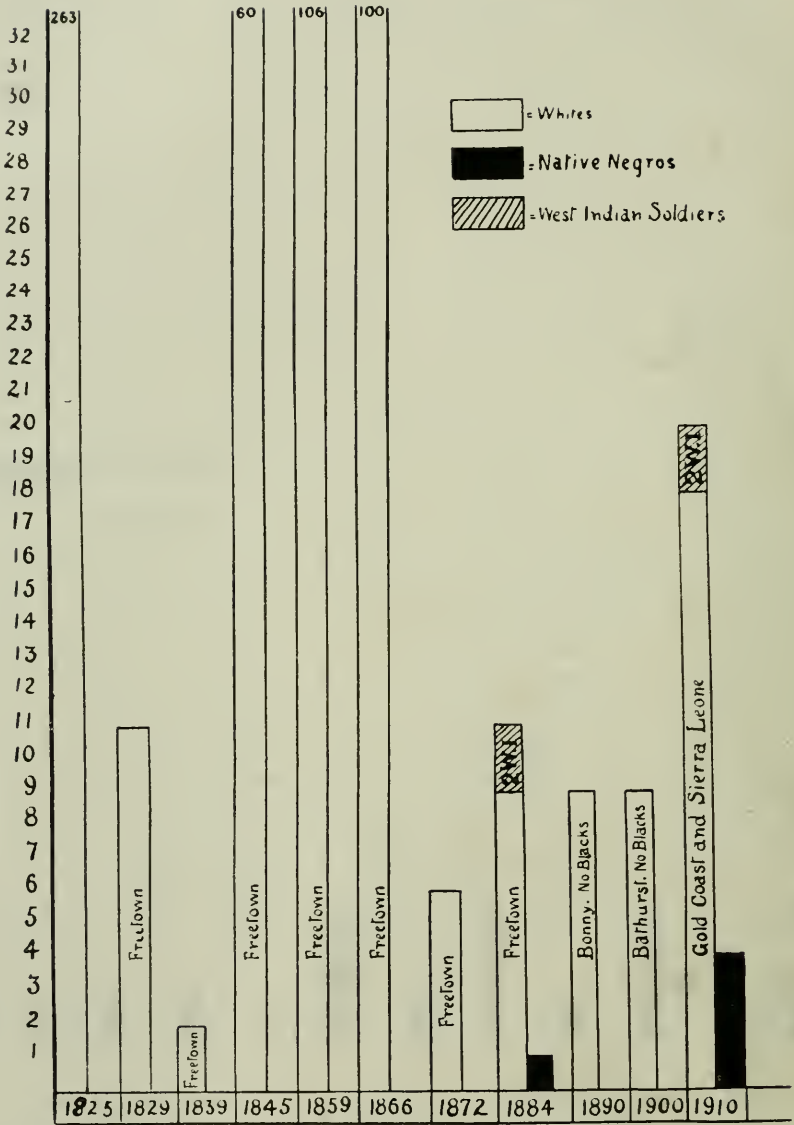 263 60 106 100
32
31
30
29
28
27
26
25
24
23
22
21
20
19
18
17
16
15
14
13
12
11
10
9
8
7
6
5
4
3
2
1
= Whites
= Native Negros
= West Indian Soldiers
Freetown
Freetown
Freetown
Freetown
Freetown
Freetown
2WI
Freetown
Bonny. No Blacks
Bathurst. No Blacks
2WI
Gold Coast and Sierra Leone
1825 1829 1839 1845 1859 1866 1872 1884 1890 1900 1910